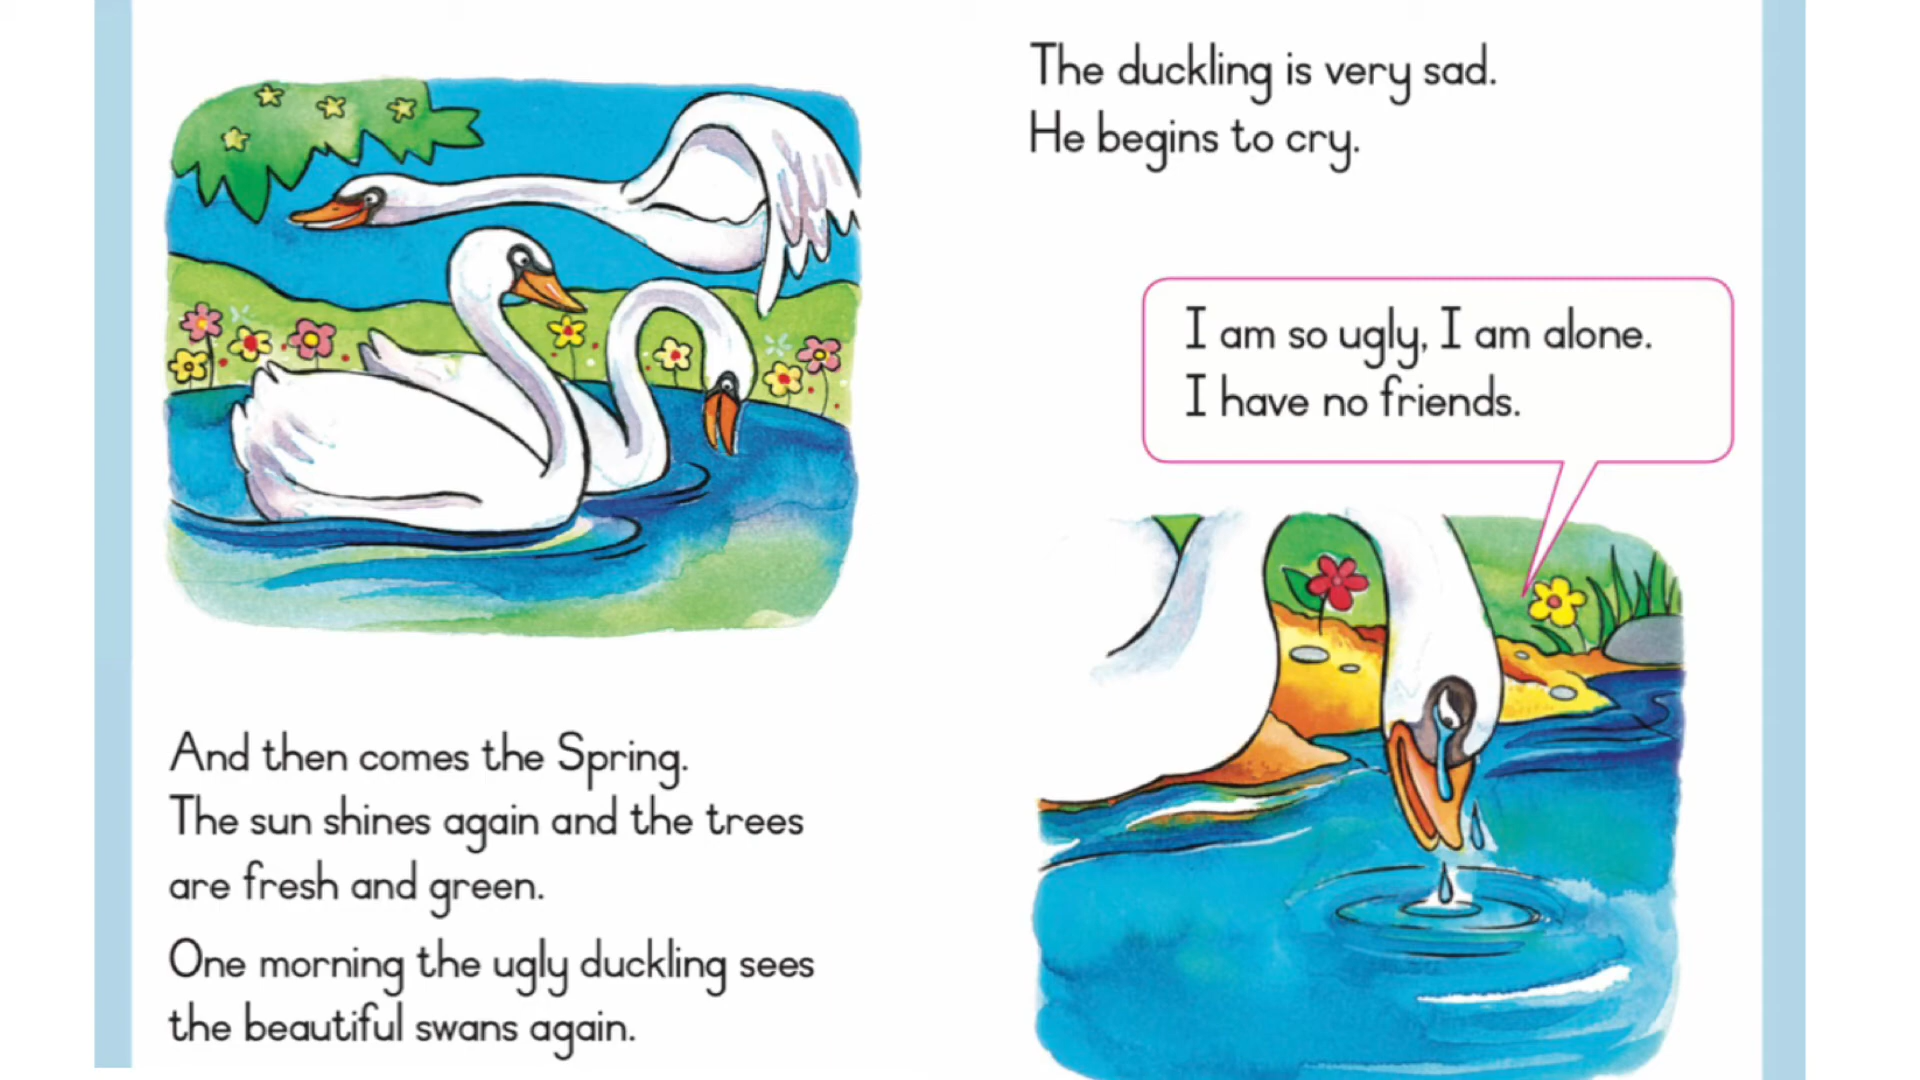 And then comes the Spring.
The sun shines again and the trees
are fresh and green.
One morning the ugly duckling sees
the beautiful swans again.
The duckling is very sad.
He begins to cry.
I am so ugly, I am alone.
I have no friends.